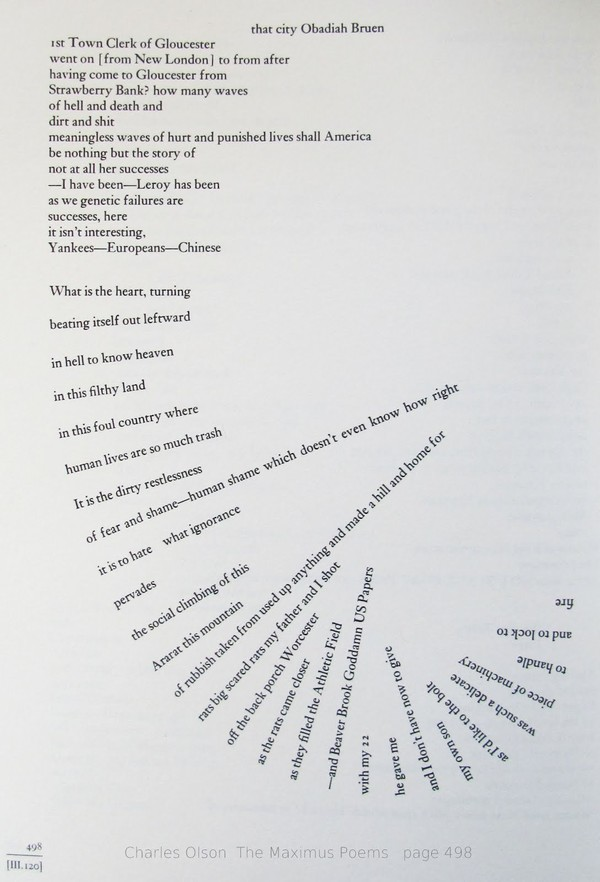 that city Obadiah Bruen
1st Town Clerk of Gloucester
went on [from New London] to from after
having come to Gloucester from
Strawberry Bank? how many waves
of hell and death and
dirt and shit
meaningless waves of hurt and punished lives shall America
be nothing but the story of
not at all her successes
—I have been—Leroy has been
as we genetic failures are
successes, here
it isn't interesting,
Yankees—Europeans—Chinese
What is the heart, turning
beating itself out leftward
in hell to know heaven
in this filthy land
in this foul country where
human lives are so much trash
It is the dirty restlessness
of fear and shame—human shame which doesn't even know how right
it is to hate what ignorance
pervades
the social climbing of this
Ararat this mountain
of rubbish taken from used up anything and made a hill and home for
rats big scared rats my father and I shot
off the back porch Worcester
as the rats came closer
as they filled the Athletic Field
—and Beaver Brook Goddamn US Papers
with my 22
he gave me
and I don't have now to give
my own son
as I'd like to the bolt
was such a delicate
piece of machinery
to handle
and to lock to
fire
498
[III.120]
Charles Olson The Maximus Poems page 498